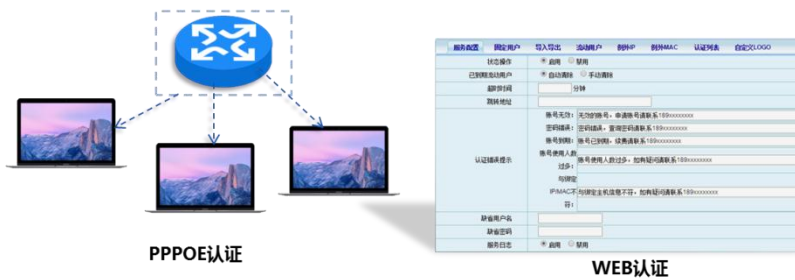 服务配置 固定用户 导入导出 流动用户 例外IP 例外MAC 认证列表 自定义LOGO
状态操作 启用 禁用
已到期流动用户 自动清除 手动清除
超时时间 分钟
跳转地址
认证错误提示
账号无效： 无效的账号，申请账号请联系189xxxxxxxx
密码错误： 密码错误，查询密码请联系189xxxxxxxx
账号到期： 账号已到期，续费请联系189xxxxxxxx
账号使用人数
过多： 账号使用人数过多，如有疑问请联系189xxxxxxxx
与绑定
IP/MAC不 与绑定主机信息不符，如有疑问请联系189xxxxxxxx
符：
缺省用户名
缺省密码
服务日志 启用 禁用
PPPOE认证
WEB认证